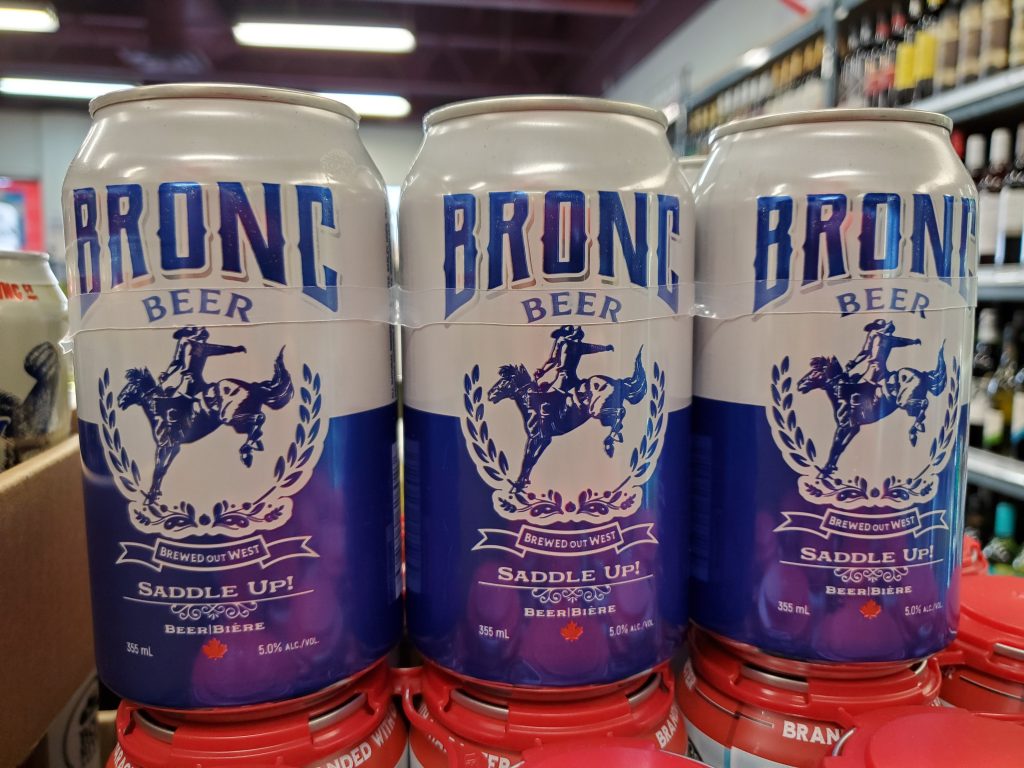 BRONC
BEER
BREWED OUT WEST
SADDLE UP!
BEER|BIÈRE
355 mL
5.0% ALC./VOL.
BRONC
BEER
BREWED OUT WEST
SADDLE UP!
BEER|BIÈRE
355 mL
5.0% ALC./VOL.
BRONC
BEER
BREWED OUT WEST
SADDLE UP!
BEER|BIÈRE
355 mL
5.0% ALC./VOL.